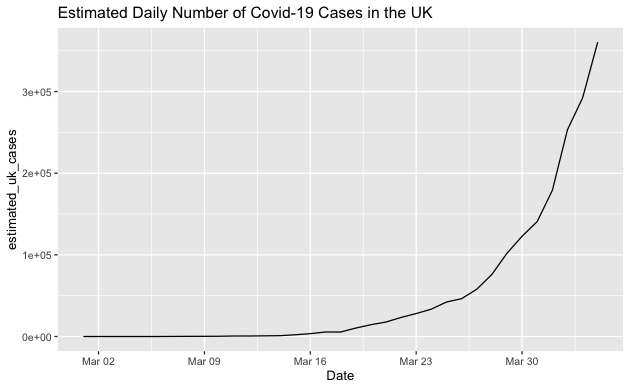 Estimated Daily Number of Covid-19 Cases in the UK
3e+05
2e+05
1e+05
0e+00
estimated_uk_cases
Mar 02 Mar 09 Mar 16 Mar 23 Mar 30
Date